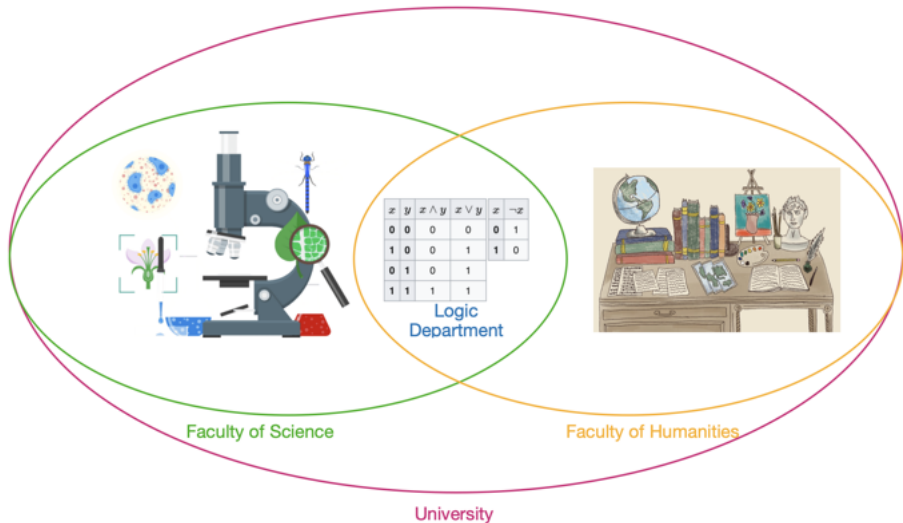 x y x ∧ y x ∨ y x ¬x
0 0 0 0 0 1
1 0 0 1 1 0
0 1 0 1
1 1 1 1
Logic
Department
Faculty of Science
Faculty of Humanities
University